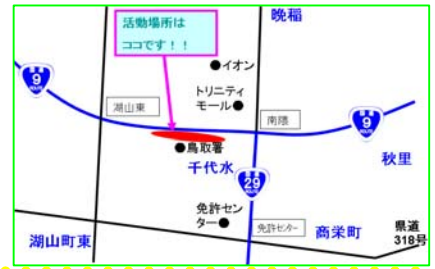 活動場所は
ココです！！
晩稲
9
ROUTE
●イオン
トリニティ
モール●
湖山東
南隈
9
ROUTE
●鳥取署
千代水
秋里
29
ROUTE
免許セン
ター●
免許センター
商栄町
県道
318号
湖山町東